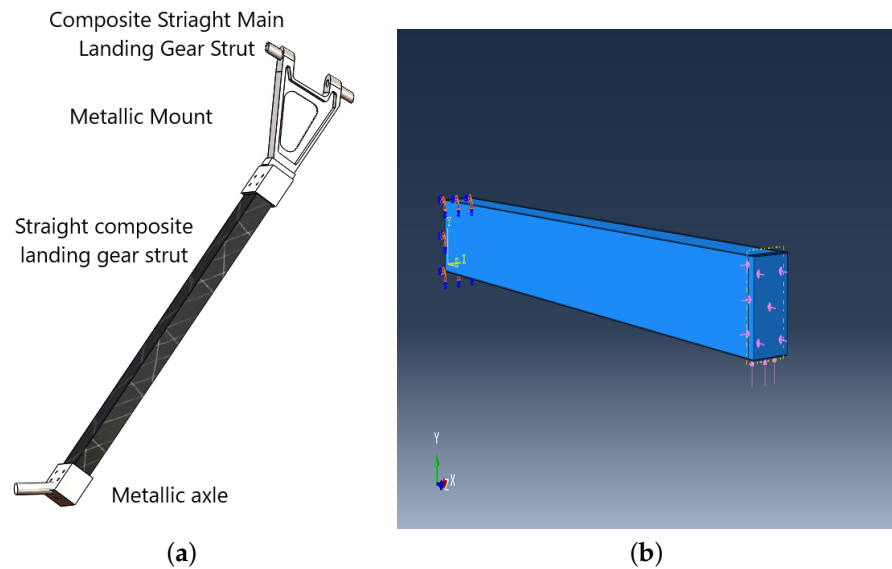 Composite Striaght Main
Landing Gear Strut
Metallic Mount
Straight composite
landing gear strut
Metallic axle
Y
Z
X
Y
X
Z
(a)
(b)